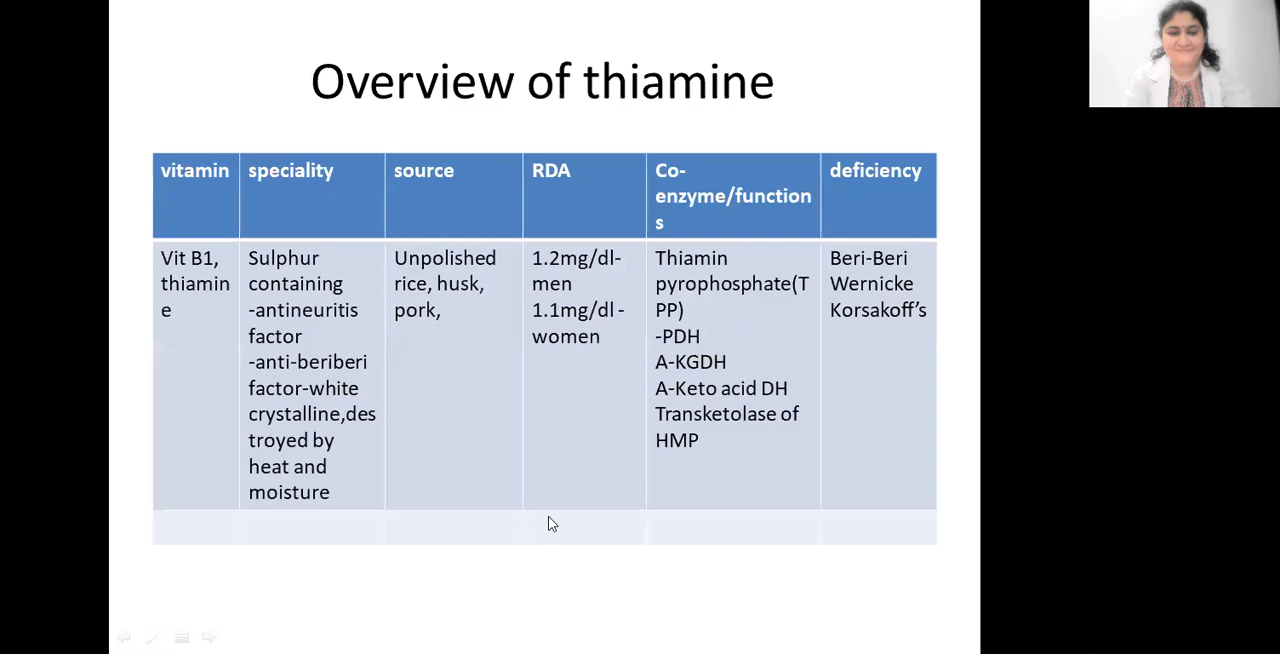 Overview of thiamine
vitamin
speciality
source
RDA
Co-
enzyme/function
s
deficiency
Vit B1,
thiamin
e
Sulphur
containing
-antineuritis
factor
-anti-beriberi
factor-white
crystalline,des
troyed by
heat and
moisture
Unpolished
rice, husk,
pork,
1.2mg/dl-
men
1.1mg/dl -
women
Thiamin
pyrophosphate(T
PP)
-PDH
A-KGDH
A-Keto acid DH
Transketolase of
HMP
Beri-Beri
Wernicke
Korsakoff’s